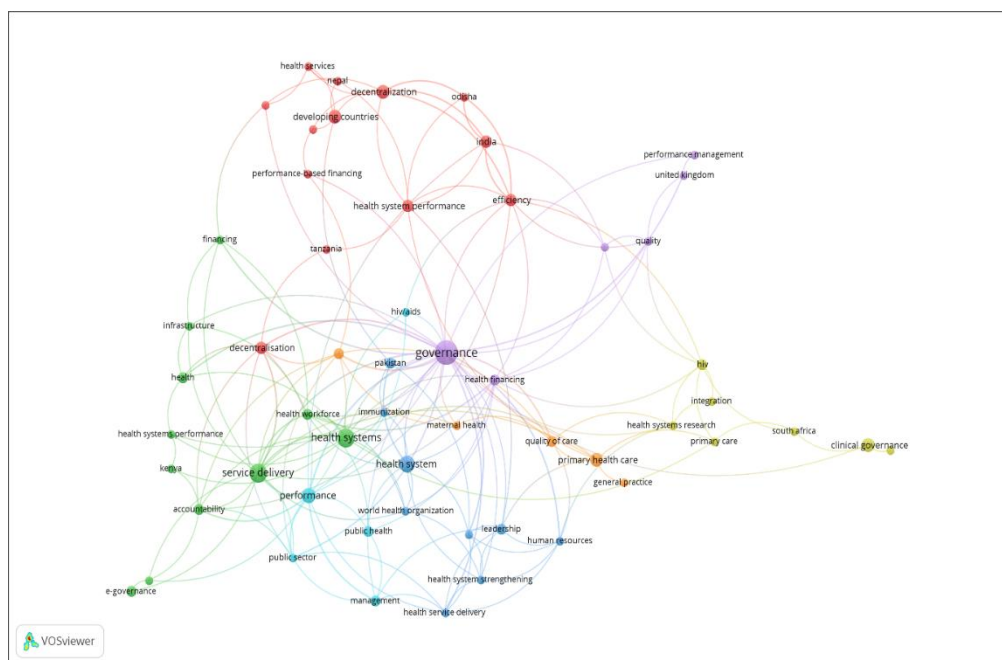 health services
nepal
decentralization
odisha
developing countries
india
performance management
performance-based financing
united kingdom
efficiency
health system performance
financing
quality
tanzania
hiv/aids
infrastructure
decentralisation
governance
pakistan
hiv
health
health financing
integration
health workforce
immunization
maternal health
health systems research
south africa
health systems performance
health systems
quality of care
primary care
clinical governance
kenya
service delivery
health system
primary health care
general practice
performance
accountebility
world health organization
public health
leadership
human resources
public sector
health system strengthening
e-governance
management
health service delivery
VOSviewer